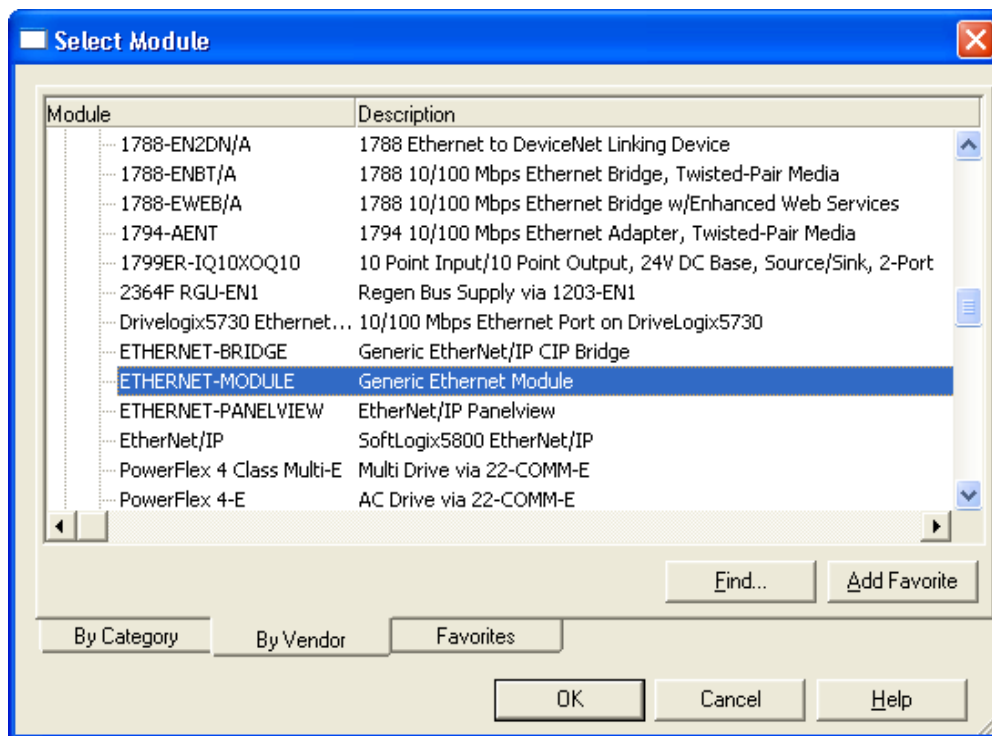 Select Module
Module Description
1788-EN2DN/A 1788 Ethernet to DeviceNet Linking Device
1788-ENBT/A 1788 10/100 Mbps Ethernet Bridge, Twisted-Pair Media
1788-EWEB/A 1788 10/100 Mbps Ethernet Bridge w/Enhanced Web Services
1794-AENT 1794 10/100 Mbps Ethernet Adapter, Twisted-Pair Media
1799ER-IQ10XOQ10 10 Point Input/10 Point Output, 24V DC Base, Source/Sink, 2-Port
2364F RGU-EN1 Regen Bus Supply via 1203-EN1
Drivelogix5730 Ethernet... 10/100 Mbps Ethernet Port on DriveLogix5730
ETHERNET-BRIDGE Generic EtherNet/IP CIP Bridge
ETHERNET-MODULE Generic Ethernet Module
ETHERNET-PANELVIEW EtherNet/IP Panelview
EtherNet/IP SoftLogix5800 EtherNet/IP
PowerFlex 4 Class Multi-E Multi Drive via 22-COMM-E
PowerFlex 4-E AC Drive via 22-COMM-E
Find... Add Favorite
By Category By Vendor Favorites
OK Cancel Help